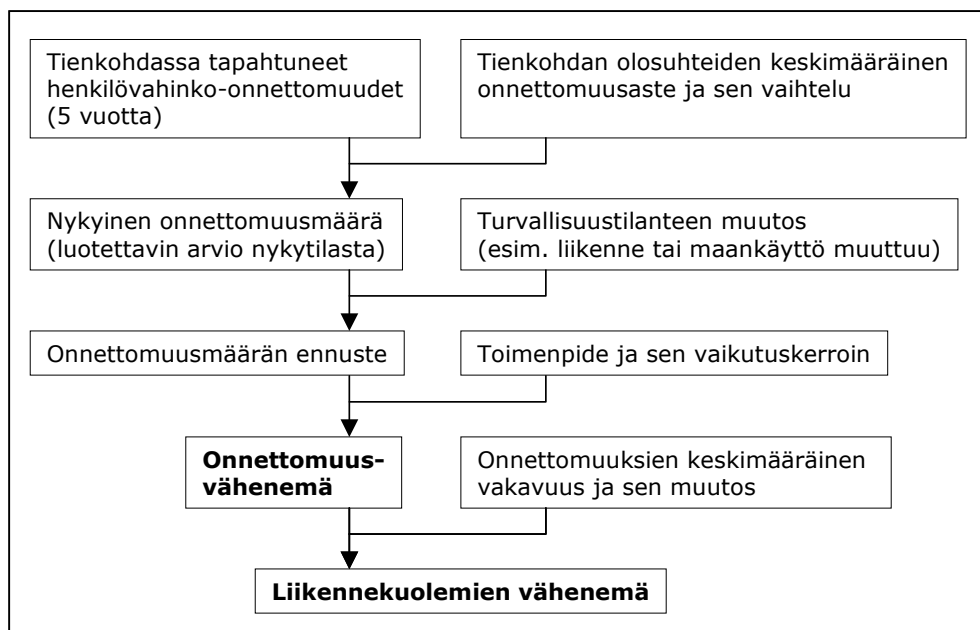 Tienkohdassa tapahtuneet
henkilövahinko-onnettomuudet
(5 vuotta)
Tienkohdan olosuhteiden keskimääräinen
onnettomuusaste ja sen vaihtelu
Nykyinen onnettomuusmäärä
(luotettavin arvio nykytilasta)
Turvallisuustilanteen muutos
(esim. liikenne tai maankäyttö muuttuu)
Onnettomuusmäärän ennuste
Toimenpide ja sen vaikutuskerroin
Onnettomuus-
vähenemä
Onnettomuuksien keskimääräinen
vakavuus ja sen muutos
Liikennekuolemien vähenemä